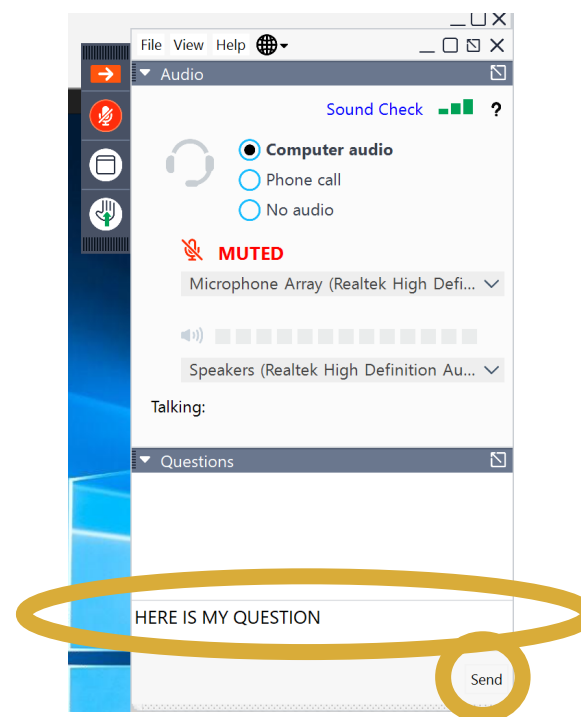 File View Help
Audio
Sound Check ?
Computer audio
Phone call
No audio
MUTED
Microphone Array (Realtek High Defi...
Speakers (Realtek High Definition Au...
Talking:
Questions
HERE IS MY QUESTION
Send